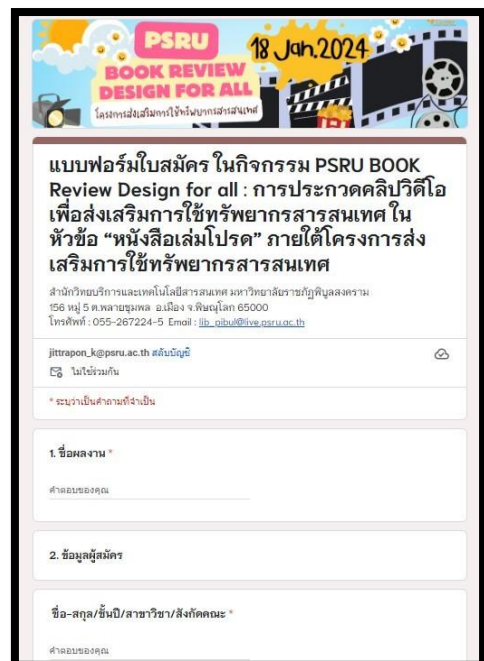 PSRU
BOOK REVIEW
DESIGN FOR ALL
18 Jan.2024
โครงการส่งเสริมการใช้ทรัพยากรสารสนเทศ
แบบฟอร์มใบสมัคร ในกิจกรรม PSRU BOOK
Review Design for all : การประกวดคลิปวิดีโอ
เพื่อส่งเสริมการใช้ทรัพยากรสารสนเทศ ใน
หัวข้อ “หนังสือเล่มโปรด” ภายใต้โครงการส่ง
เสริมการใช้ทรัพยากรสารสนเทศ
สำนักวิทยบริการและเทคโนโลยีสารสนเทศ มหาวิทยาลัยราชภัฏพิบูลสงคราม
156 หมู่ 5 ต.พลายชุมพล อ.เมือง จ.พิษณุโลก 65000
โทรศัพท์ : 055-267224-5 Email : lib_pibul@live.psru.ac.th
jittrapon_k@psru.ac.th สลับบัญชี
ไม่ใช้ร่วมกัน
* ระบุว่าเป็นคำถามที่จำเป็น
1. ชื่อผลงาน *
คำตอบของคุณ
2. ข้อมูลผู้สมัคร
ชื่อ-สกุล/ชั้นปี/สาขาวิชา/สังกัดคณะ *
คำตอบของคุณ